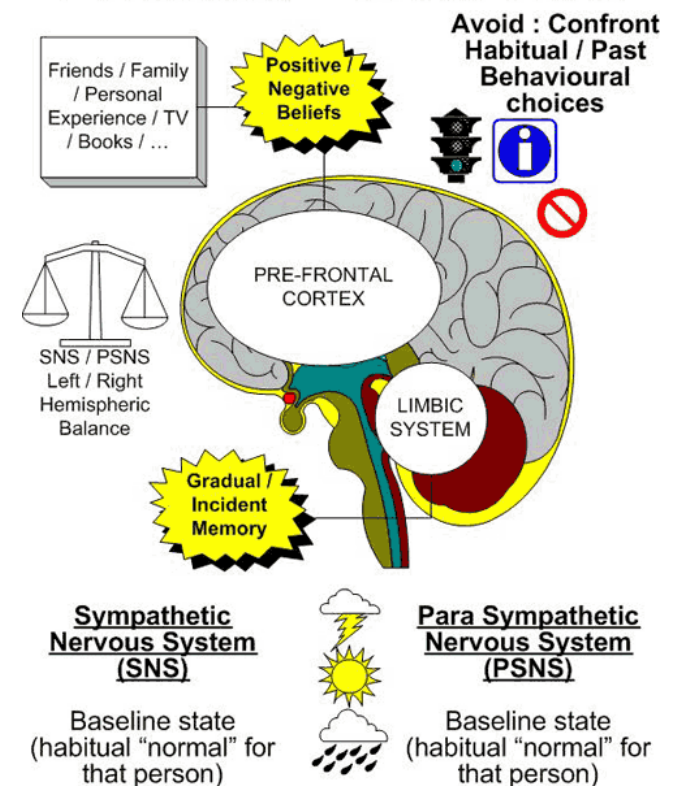 Avoid : Confront
Habitual / Past
Behavioural
choices
Friends / Family
/ Personal
Experience / TV
/ Books / ...
Positive /
Negative
Beliefs
PRE-FRONTAL
CORTEX
SNS / PSNS
Left / Right
Hemispheric
Balance
LIMBIC
SYSTEM
Gradual /
Incident
Memory
Sympathetic
Nervous System
(SNS)
Baseline state
(habitual “normal” for
that person)
Para Sympathetic
Nervous System
(PSNS)
Baseline state
(habitual “normal” for
that person)